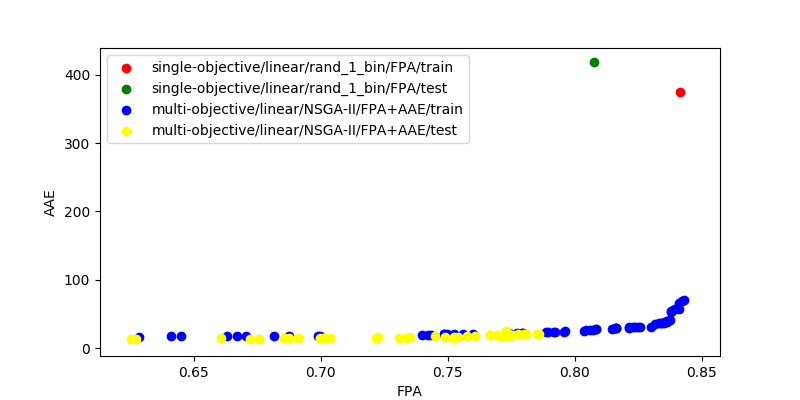 single-objective/linear/rand_1_bin/FPA/train
single-objective/linear/rand_1_bin/FPA/test
multi-objective/linear/NSGA-II/FPA+AAE/train
multi-objective/linear/NSGA-II/FPA+AAE/test
AAE
400
300
200
100
0
0.65 0.70 0.75 0.80 0.85
FPA